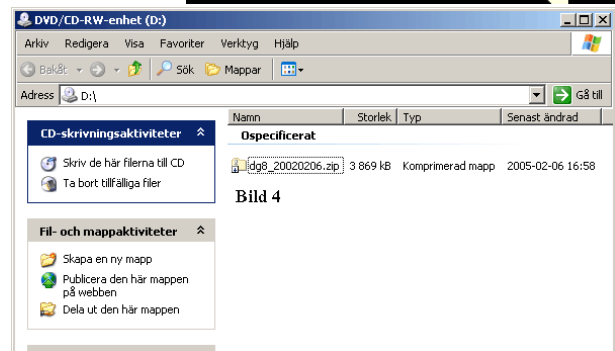 DVD/CD-RW-enhet (D:)
Arkiv Redigera Visa Favoriter Verktyg Hjälp
Bakåt Sök Mappar
Adress D:\ Gå till
CD-skrivningsaktiviteter
Skriv de här filerna till CD
Ta bort tillfälliga filer
Fil- och mappaktiviteter
Skapa en ny mapp
Publicera den här mappen
på webben
Dela ut den här mappen
Namn Storlek Typ Senast ändrad
Ospecificerat
dg8_20020206.zip 3 869 kB Komprimerad mapp 2005-02-06 16:58
Bild 4